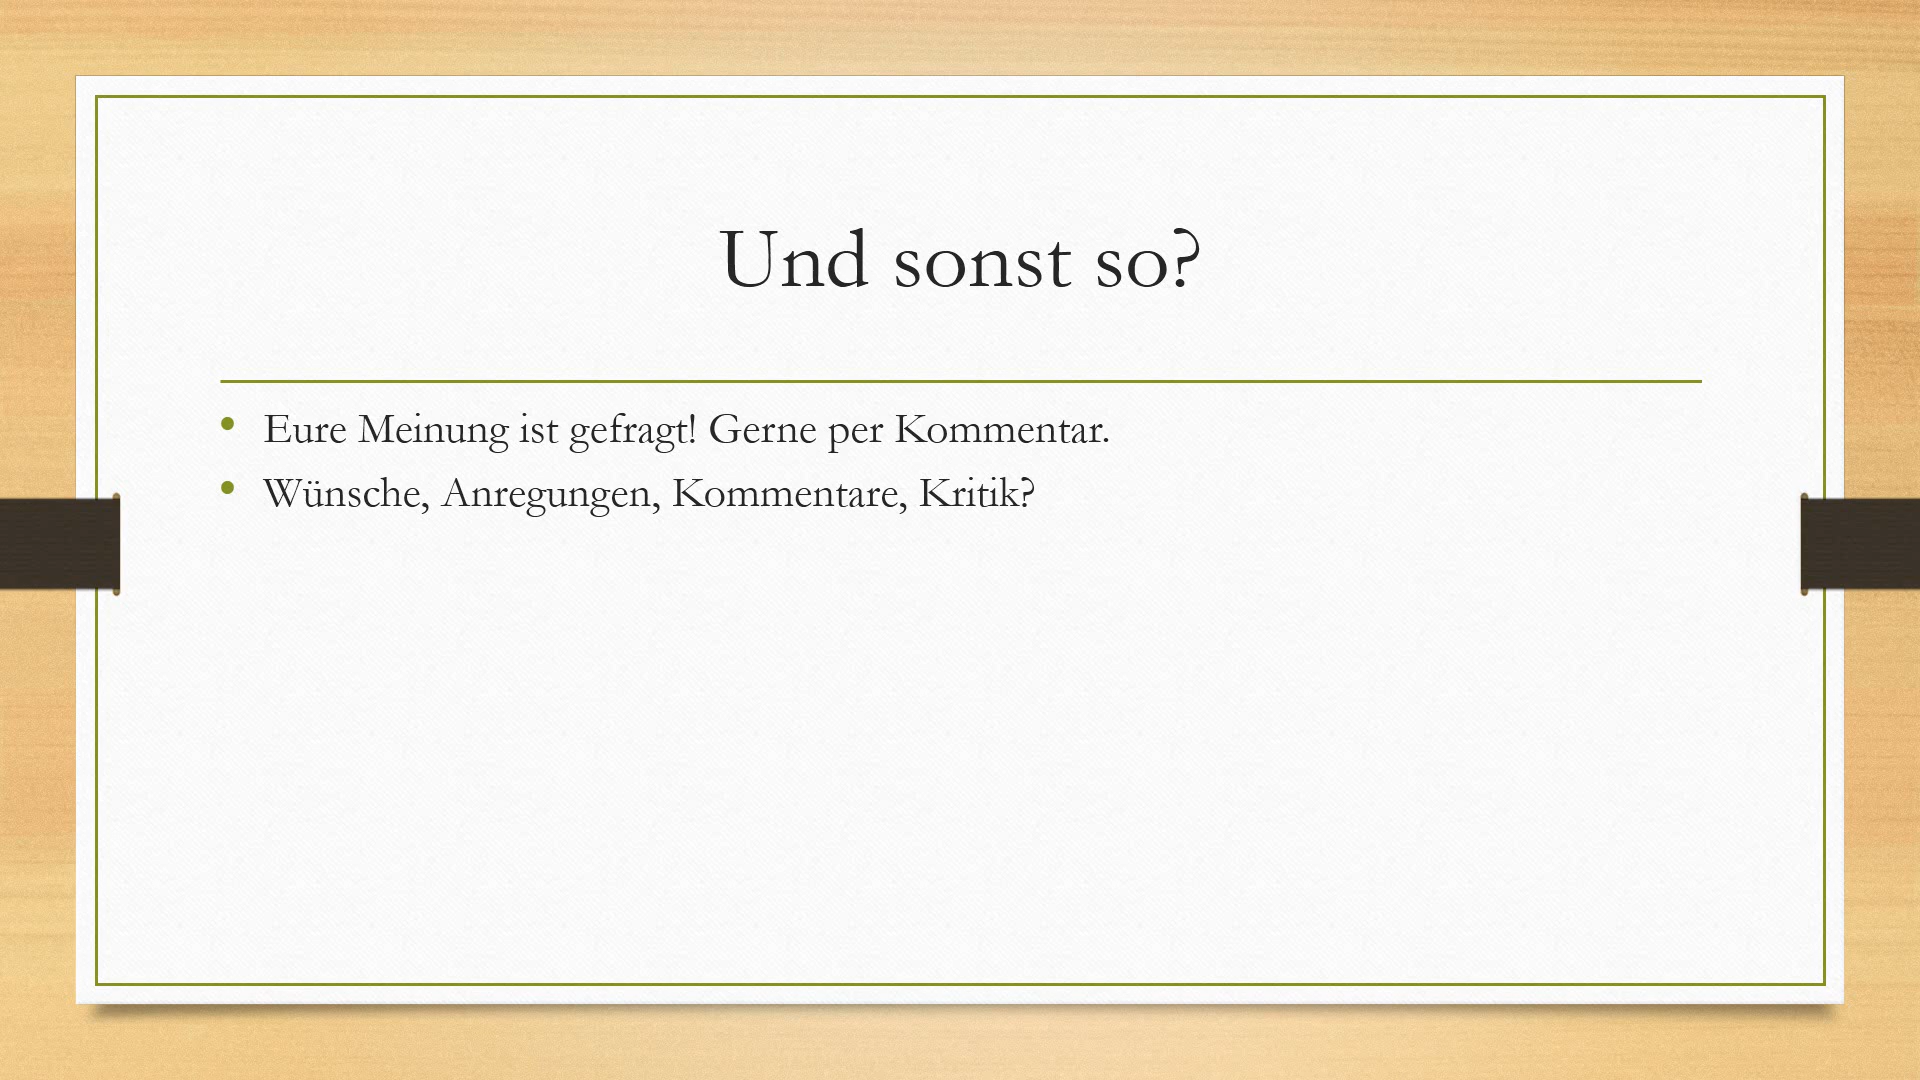 Und sonst so?
Eure Meinung ist gefragt! Gerne per Kommentar.
Wünsche, Anregungen, Kommentare, Kritik?